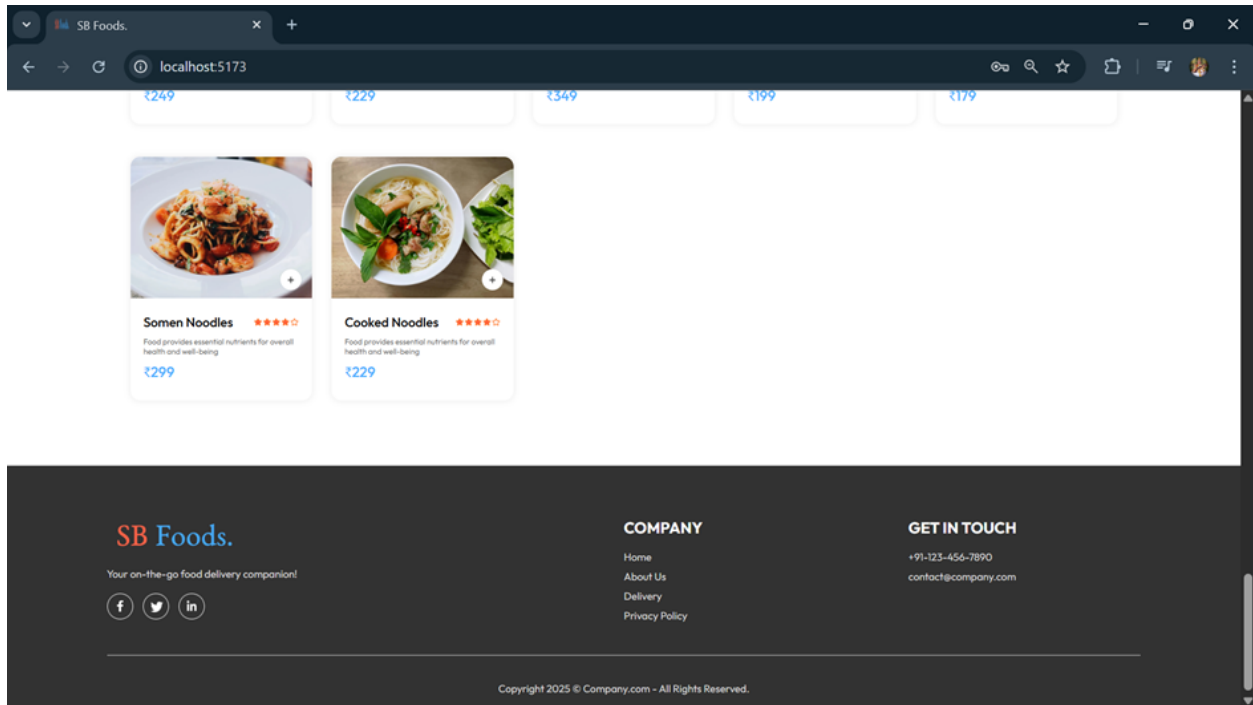 SB Foods.
localhost:5173
₹249 ₹229 ₹349 ₹199 ₹179
Somen Noodles
Food provides essential nutrients for overall
health and well-being
₹299
Cooked Noodles
Food provides essential nutrients for overall
health and well-being
₹229
SB Foods.
Your on-the-go food delivery companion!
f
in
COMPANY
Home
About Us
Delivery
Privacy Policy
GET IN TOUCH
+91-123-456-7890
contact@company.com
Copyright 2025 © Company.com - All Rights Reserved.